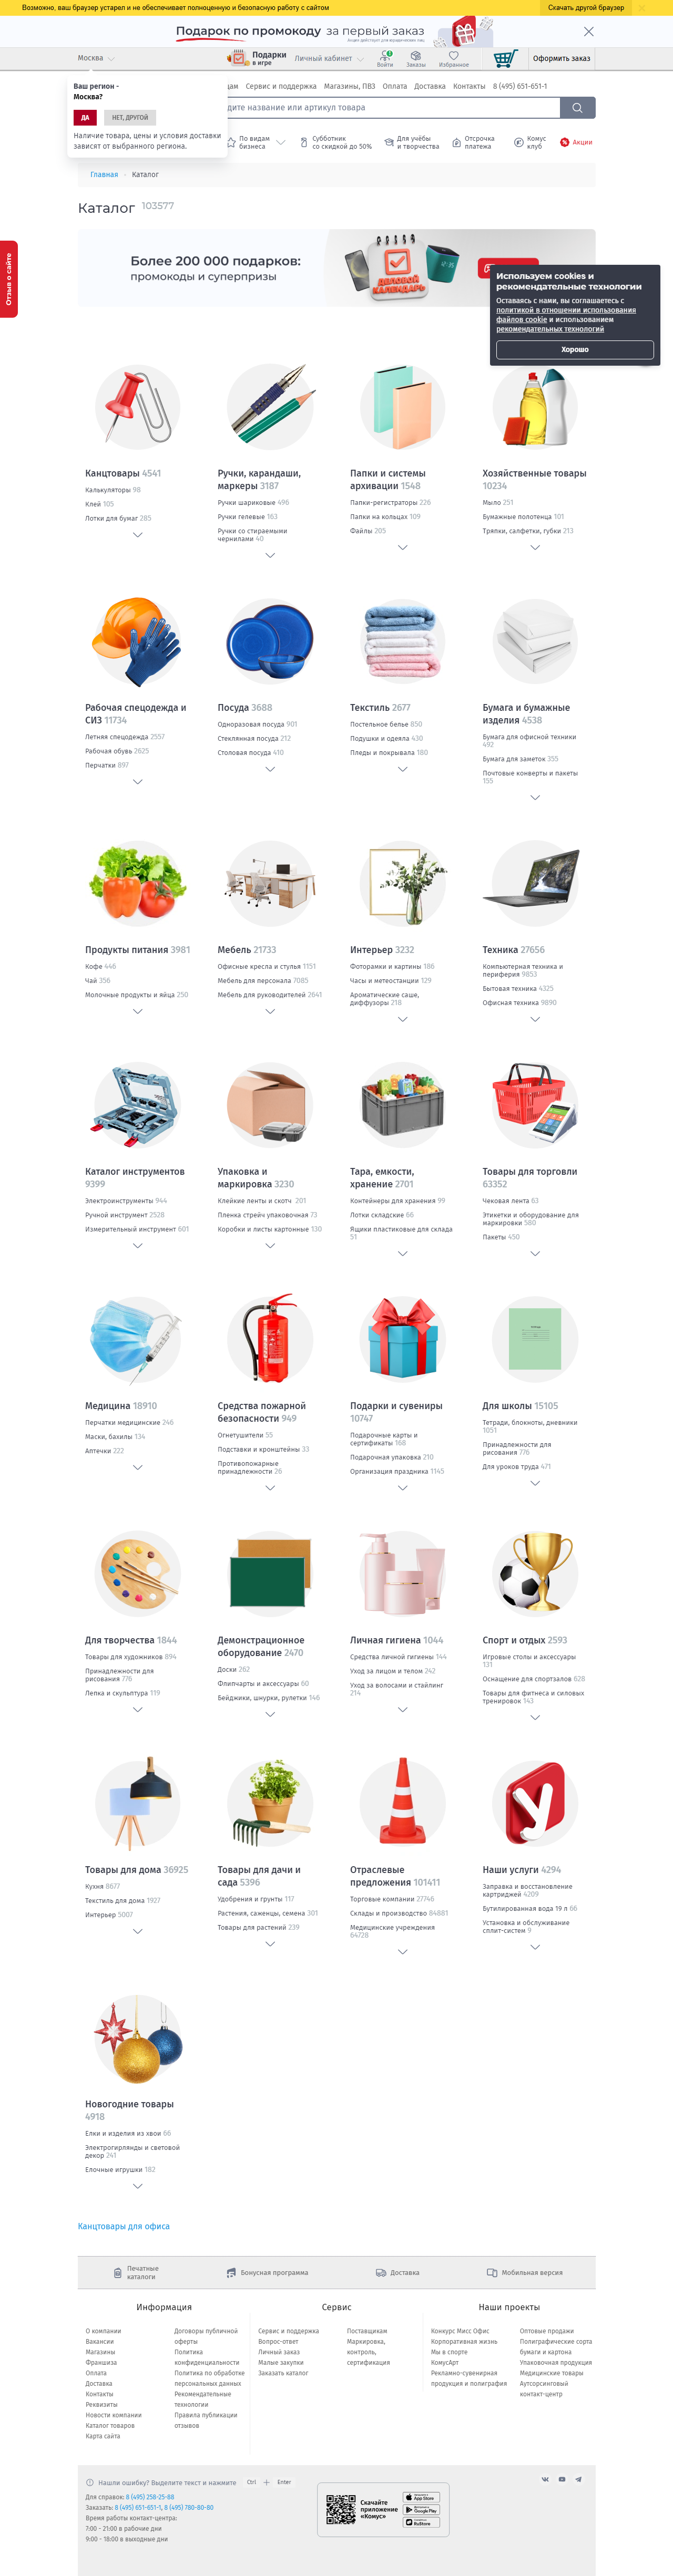 Возможно, ваш браузер устарел и не обеспечивает полноценную и безопасную работу с сайтом
Скачать другой браузер
Подарок по промокоду за первый заказ
Акция действует для юридических лиц
Москва
Подарки
в игре
Личный кабинет
Войти
Заказы
Избранное
Оформить заказ
Ваш регион -
Москва?
ДА
НЕТ, ДРУГОЙ
Наличие товара, цены и условия доставки
зависят от выбранного региона.
Сервис и поддержка
Магазины, ПВЗ
Оплата
Доставка
Контакты
8 (495) 651-651-1
дите название или артикул товара
По видам
бизнеса
Субботник
со скидкой до 50%
Для учёбы
и творчества
Отсрочка
платежа
Комус
клуб
Акции
Главная
Каталог
Каталог 103577
Отзыв о сайте
Более 200 000 подарков:
промокоды и суперпризы
ДЕЛОВОЙ
КАЛЕНДАРЬ
Используем cookies и
рекомендательные технологии
Оставаясь с нами, вы соглашаетесь с
политикой в отношении использования
файлов cookie и использованием
рекомендательных технологий
Хорошо
Канцтовары 4541
Калькуляторы 98
Клей 105
Лотки для бумаг 285
Ручки, карандаши,
маркеры 3187
Ручки шариковые 496
Ручки гелевые 163
Ручки со стираемыми
чернилами 40
Папки и системы
архивации 1548
Папки-регистраторы 226
Папки на кольцах 109
Файлы 205
Хозяйственные товары
10234
Мыло 251
Бумажные полотенца 101
Тряпки, салфетки, губки 213
Рабочая спецодежда и
СИЗ 11734
Летняя спецодежда 2557
Рабочая обувь 2625
Перчатки 897
Посуда 3688
Одноразовая посуда 901
Стеклянная посуда 212
Столовая посуда 410
Текстиль 2677
Постельное белье 850
Подушки и одеяла 430
Пледы и покрывала 180
Бумага и бумажные
изделия 4538
Бумага для офисной техники
492
Бумага для заметок 355
Почтовые конверты и пакеты
155
Продукты питания 3981
Кофе 446
Чай 356
Молочные продукты и яйца 250
Мебель 21733
Офисные кресла и стулья 1151
Мебель для персонала 7085
Мебель для руководителей 2641
Интерьер 3232
Фоторамки и картины 186
Часы и метеостанции 129
Ароматические саше,
диффузоры 218
Техника 27656
Компьютерная техника и
периферия 9853
Бытовая техника 4325
Офисная техника 9890
Каталог инструментов
9399
Электроинструменты 944
Ручной инструмент 2528
Измерительный инструмент 601
Упаковка и
маркировка 3230
Клейкие ленты и скотч 201
Пленка стрейч упаковочная 73
Коробки и листы картонные 130
Тара, емкости,
хранение 2701
Контейнеры для хранения 99
Лотки складские 66
Ящики пластиковые для склада
51
Товары для торговли
63352
Чековая лента 63
Этикетки и оборудование для
маркировки 580
Пакеты 450
Медицина 18910
Перчатки медицинские 246
Маски, бахилы 134
Аптечки 222
Средства пожарной
безопасности 949
Огнетушители 55
Подставки и кронштейны 33
Противопожарные
принадлежности 26
Подарки и сувениры
10747
Подарочные карты и
сертификаты 168
Подарочная упаковка 210
Организация праздника 1145
Для школы 15105
Тетради, блокноты, дневники
1051
Принадлежности для
рисования 776
Для уроков труда 471
Для творчества 1844
Товары для художников 894
Принадлежности для
рисования 776
Лепка и скульптура 119
Демонстрационное
оборудование 2470
Доски 262
Флипчарты и аксессуары 60
Бейджики, шнурки, рулетки 146
Личная гигиена 1044
Средства личной гигиены 144
Уход за лицом и телом 242
Уход за волосами и стайлинг
214
Спорт и отдых 2593
Игровые столы и аксессуары
131
Оснащение для спортзалов 628
Товары для фитнеса и силовых
тренировок 143
Товары для дома 36925
Кухня 8677
Текстиль для дома 1927
Интерьер 5007
Товары для дачи и
сада 5396
Удобрения и грунты 117
Растения, саженцы, семена 301
Товары для растений 239
Отраслевые
предложения 101411
Торговые компании 27746
Склады и производство 84881
Медицинские учреждения
64728
Наши услуги 4294
Заправка и восстановление
картриджей 4209
Бутилированная вода 19 л 66
Установка и обслуживание
сплит-систем 9
Новогодние товары
4918
Елки и изделия из хвои 66
Электрогирлянды и световой
декор 241
Елочные игрушки 182
Канцтовары для офиса
Печатные
каталоги
Бонусная программа
Доставка
Мобильная версия
Информация
О компании
Вакансии
Магазины
Франшиза
Оплата
Доставка
Контакты
Реквизиты
Новости компании
Каталог товаров
Карта сайта
Договоры публичной
оферты
Политика
конфиденциальности
Политика по обработке
персональных данных
Рекомендательные
технологии
Правила публикации
отзывов
Сервис
Сервис и поддержка
Вопрос-ответ
Личный заказ
Малые закупки
Заказать каталог
Поставщикам
Маркировка,
контроль,
сертификация
Наши проекты
Конкурс Мисс Офис
Корпоративная жизнь
Мы в спорте
КомусАрт
Рекламно-сувенирная
продукция и полиграфия
Оптовые продажи
Полиграфические сорта
бумаги и картона
Упаковочная продукция
Медицинские товары
Аутсорсинговый
контакт-центр
Нашли ошибку? Выделите текст и нажмите Ctrl + Enter
Для справок: 8 (495) 258-25-88
Заказать: 8 (495) 651-651-1, 8 (495) 780-80-80
Время работы контакт-центра:
7:00 - 21:00 в рабочие дни
9:00 - 18:00 в выходные дни
Скачайте
приложение
«Комус»
App Store
Google Play
RuStore